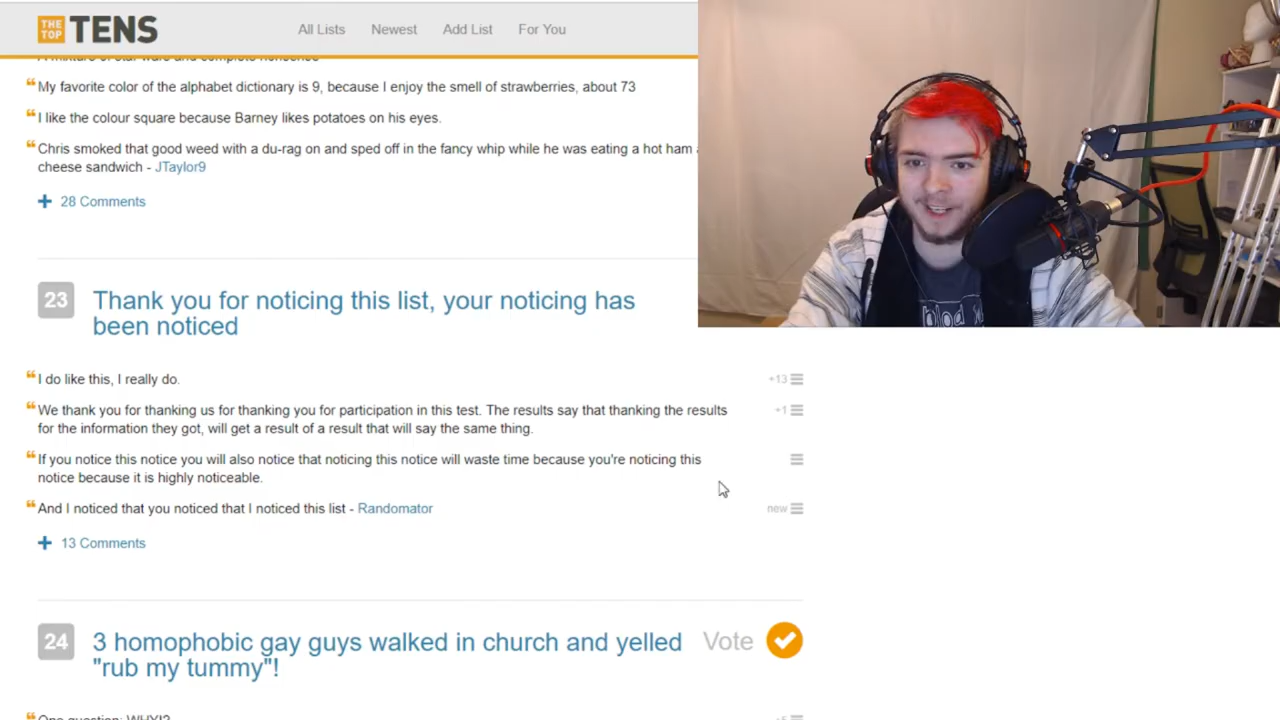 THE TOP TENS
All Lists Newest Add List For You
My favorite color of the alphabet dictionary is 9, because I enjoy the smell of strawberries, about 73
I like the colour square because Barney likes potatoes on his eyes.
Chris smoked that good weed with a du-rag on and sped off in the fancy whip while he was eating a hot ham
cheese sandwich - JTaylor9
+ 28 Comments
23 Thank you for noticing this list, your noticing has
been noticed
I do like this, I really do. +13
We thank you for thanking us for thanking you for participation in this test. The results say that thanking the results +1
for the information they got, will get a result of a result that will say the same thing.
If you notice this notice you will also notice that noticing this notice will waste time because you're noticing this
notice because it is highly noticeable.
And I noticed that you noticed that I noticed this list - Randomator new
+ 13 Comments
24 3 homophobic gay guys walked in church and yelled Vote
"rub my tummy"!
One question: WHY!?